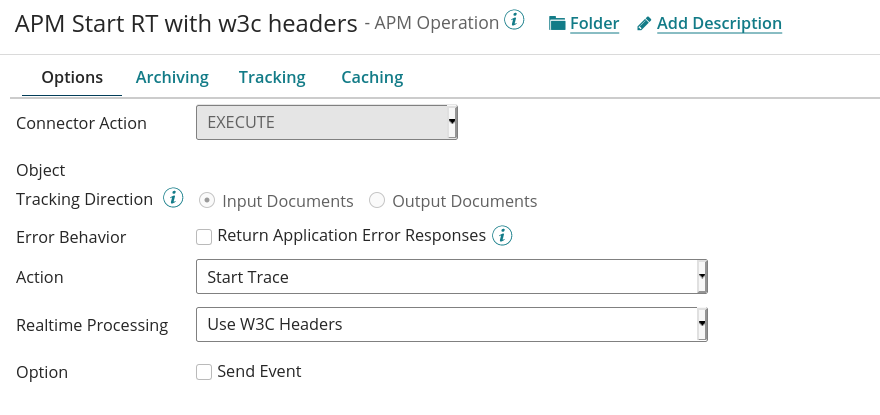 APM Start RT with w3c headers - APM Operation i Folder Add Description
Options Archiving Tracking Caching
Connector Action EXECUTE
Object
Tracking Direction i Input Documents Output Documents
Error Behavior Return Application Error Responses i
Action Start Trace
Realtime Processing Use W3C Headers
Option Send Event